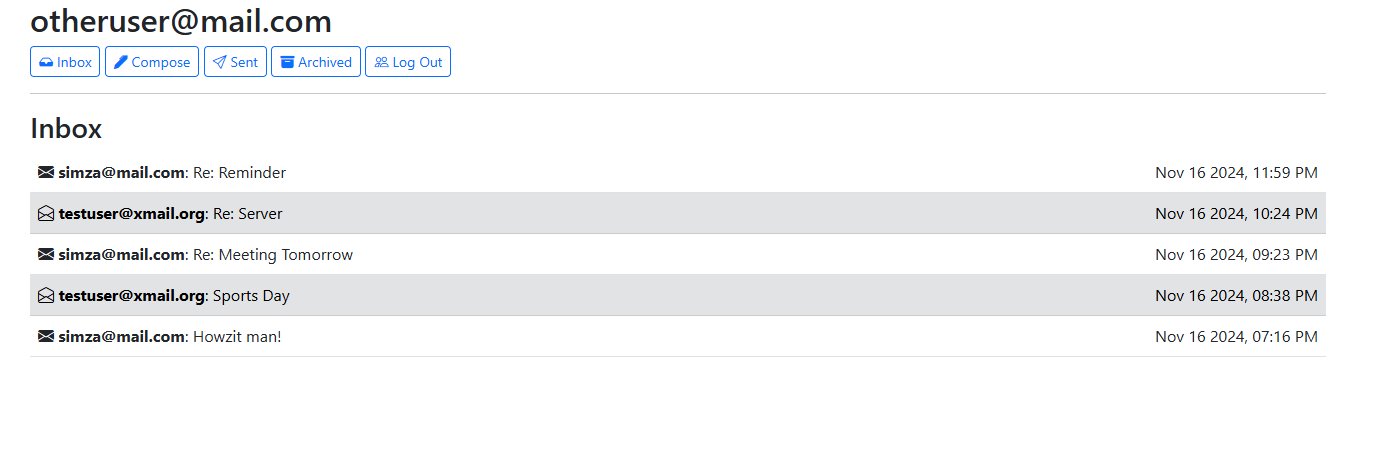 otheruser@mail.com
Inbox Compose Sent Archived Log Out
Inbox
simza@mail.com: Re: Reminder Nov 16 2024, 11:59 PM
testuser@xmail.org: Re: Server Nov 16 2024, 10:24 PM
simza@mail.com: Re: Meeting Tomorrow Nov 16 2024, 09:23 PM
testuser@xmail.org: Sports Day Nov 16 2024, 08:38 PM
simza@mail.com: Howzit man! Nov 16 2024, 07:16 PM